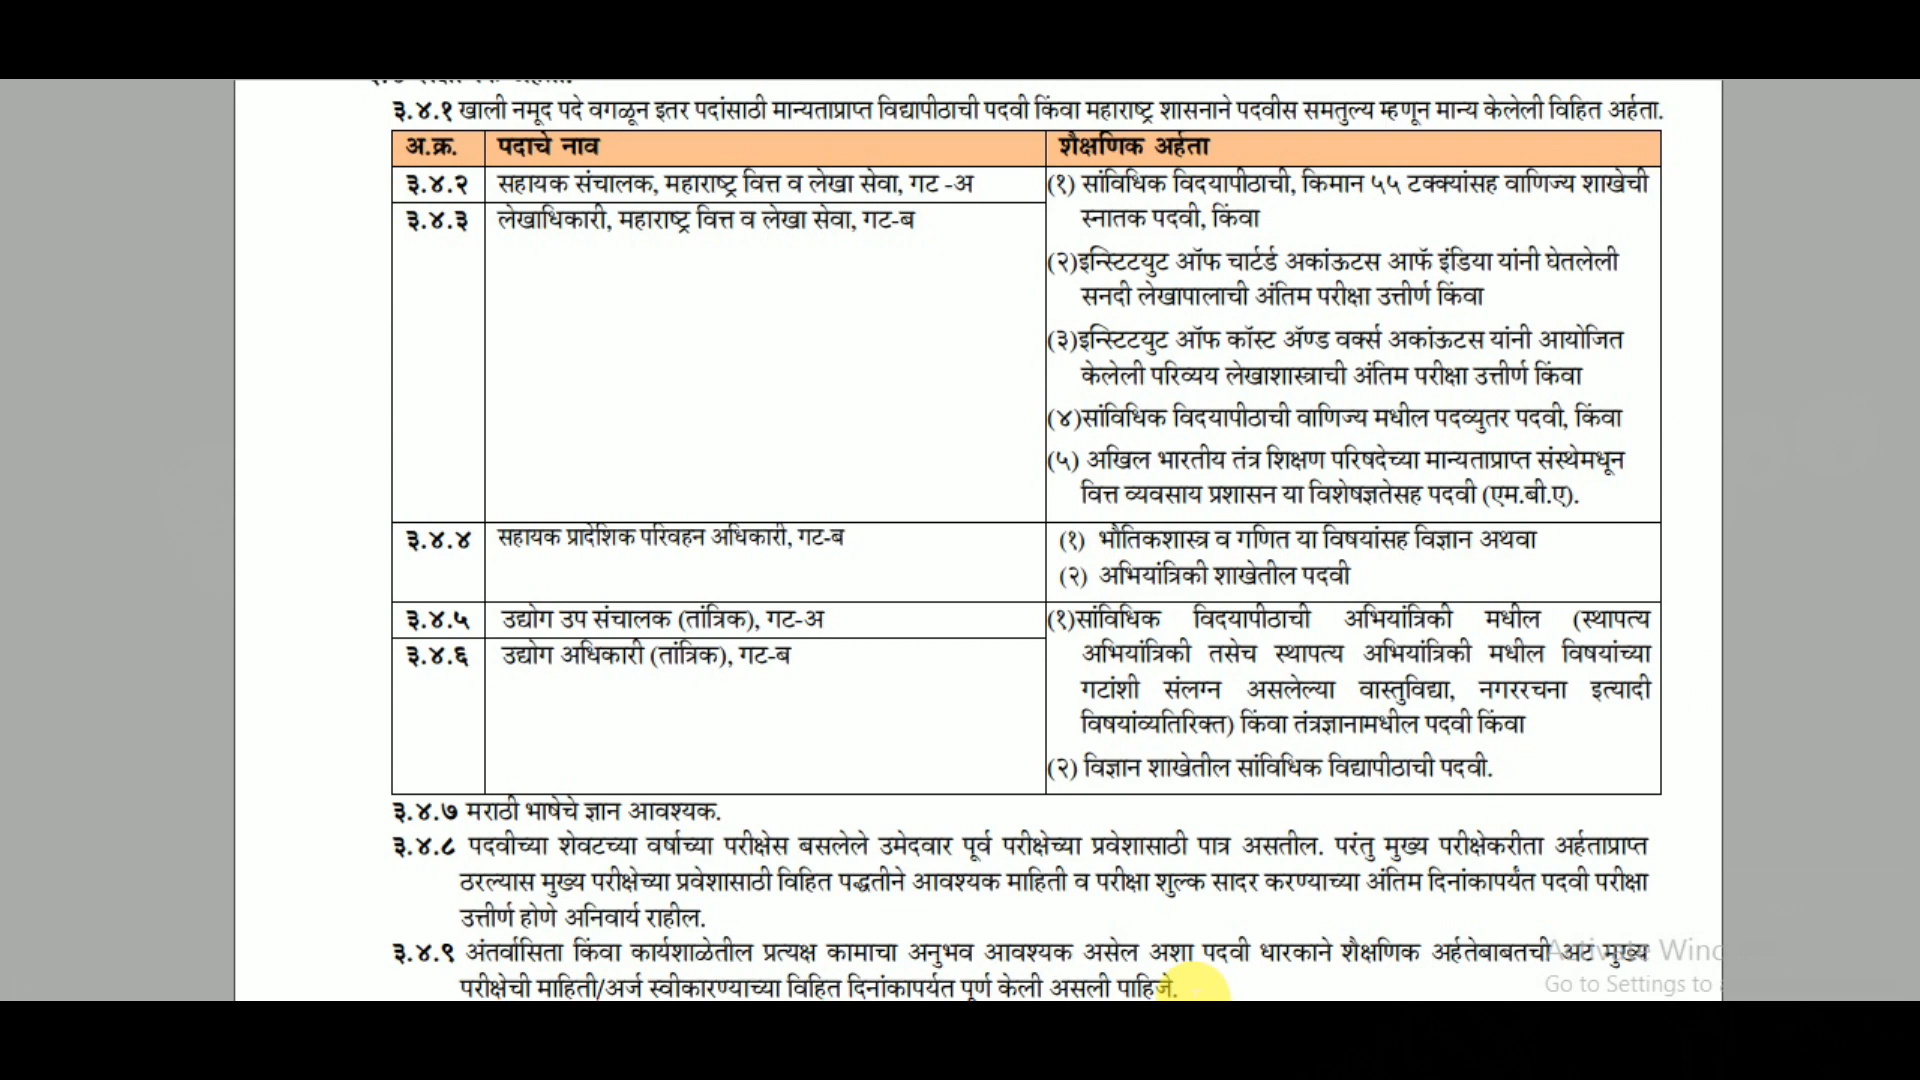 ३.४.१ खाली नमूद पदे वगळून इतर पदांसाठी मान्यताप्राप्त विद्यापीठाची पदवी किंवा महाराष्ट्र शासनाने पदवीस समतुल्य म्हणून मान्य केलेली विहित अर्हता.
अ.क्र. पदाचे नाव शैक्षणिक अर्हता
३.४.२ सहायक संचालक, महाराष्ट्र वित्त व लेखा सेवा, गट -अ
३.४.३ लेखाधिकारी, महाराष्ट्र वित्त व लेखा सेवा, गट-ब
(१) सांविधिक विदयापीठाची, किमान ५५ टक्क्यांसह वाणिज्य शाखेची
स्नातक पदवी, किंवा
(२)इन्स्टिटयुट ऑफ चार्टर्ड अकांऊटस आफॅ इंडिया यांनी घेतलेली
सनदी लेखापालाची अंतिम परीक्षा उत्तीर्ण किंवा
(३)इन्स्टिटयुट ऑफ कॉस्ट ॲण्ड वर्क्स अकांऊटस यांनी आयोजित
केलेली परिव्यय लेखाशास्त्राची अंतिम परीक्षा उत्तीर्ण किंवा
(४)सांविधिक विदयापीठाची वाणिज्य मधील पदव्युतर पदवी, किंवा
(५) अखिल भारतीय तंत्र शिक्षण परिषदेच्या मान्यताप्राप्त संस्थेमधून
वित्त व्यवसाय प्रशासन या विशेषज्ञतेसह पदवी (एम.बी.ए).
३.४.४ सहायक प्रादेशिक परिवहन अधिकारी, गट-ब
(१) भौतिकशास्त्र व गणित या विषयांसह विज्ञान अथवा
(२) अभियांत्रिकी शाखेतील पदवी
३.४.५ उद्योग उप संचालक (तांत्रिक), गट-अ
३.४.६ उद्योग अधिकारी (तांत्रिक), गट-ब
(१)सांविधिक विदयापीठाची अभियांत्रिकी मधील (स्थापत्य
अभियांत्रिकी तसेच स्थापत्य अभियांत्रिकी मधील विषयांच्या
गटांशी संलग्न असलेल्या वास्तुविद्या, नगररचना इत्यादी
विषयांव्यतिरिक्त) किंवा तंत्रज्ञानामधील पदवी किंवा
(२) विज्ञान शाखेतील सांविधिक विद्यापीठाची पदवी.
३.४.७ मराठी भाषेचे ज्ञान आवश्यक.
३.४.८ पदवीच्या शेवटच्या वर्षाच्या परीक्षेस बसलेले उमेदवार पूर्व परीक्षेच्या प्रवेशासाठी पात्र असतील. परंतु मुख्य परीक्षेकरीता अर्हताप्राप्त
ठरल्यास मुख्य परीक्षेच्या प्रवेशासाठी विहित पद्धतीने आवश्यक माहिती व परीक्षा शुल्क सादर करण्याच्या अंतिम दिनांकापर्यंत पदवी परीक्षा
उत्तीर्ण होणे अनिवार्य राहील.
३.४.९ अंतर्वासिता किंवा कार्यशाळेतील प्रत्यक्ष कामाचा अनुभव आवश्यक असेल अशा पदवी धारकाने शैक्षणिक अर्हतेबाबतची अट मुख्य
परीक्षेची माहिती/अर्ज स्वीकारण्याच्या विहित दिनांकापर्यंत पूर्ण केली असली पाहिजे.
Activate Winc
Go to Settings to